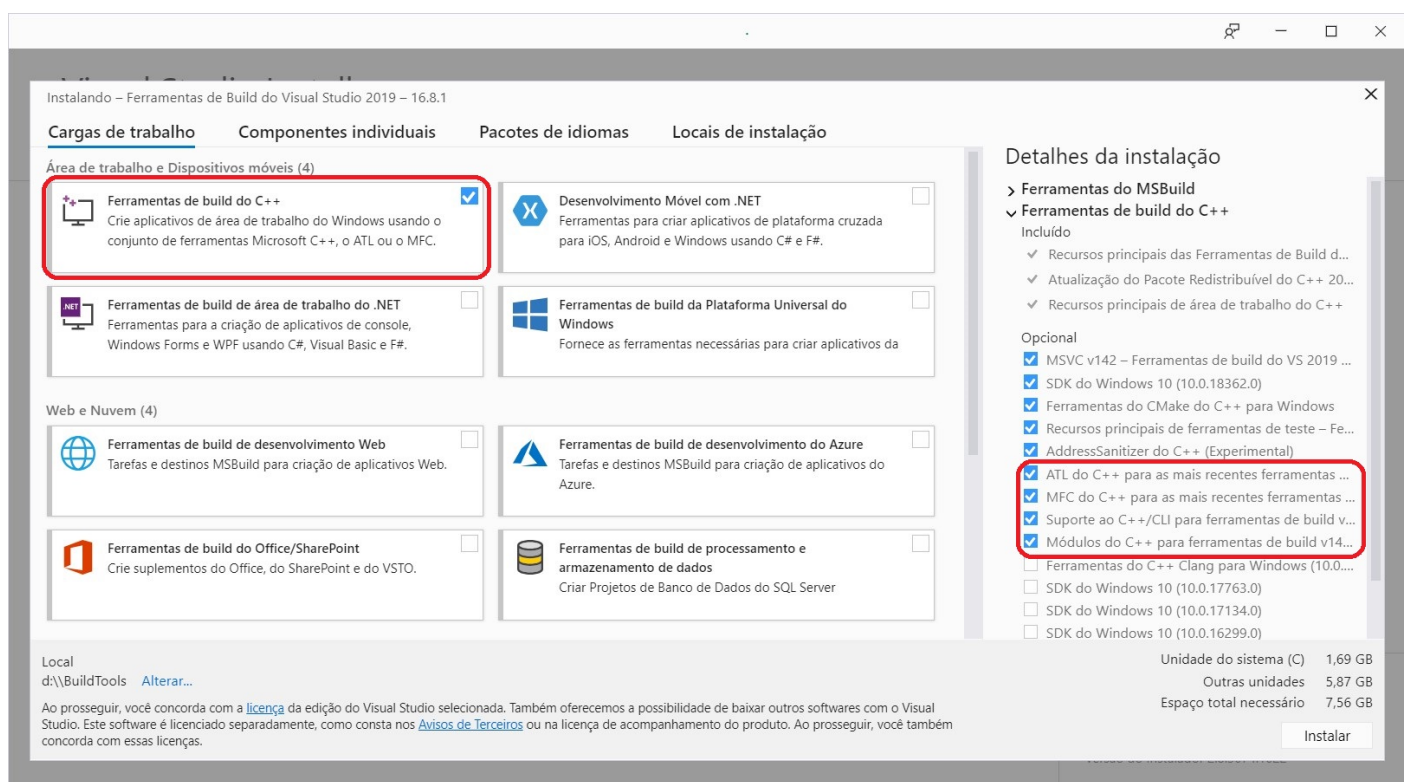 Instalando – Ferramentas de Build do Visual Studio 2019 – 16.8.1
Cargas de trabalho
Componentes individuais
Pacotes de idiomas
Locais de instalação
Área de trabalho e Dispositivos móveis (4)
Ferramentas de build do C++
Crie aplicativos de área de trabalho do Windows usando o
conjunto de ferramentas Microsoft C++, o ATL ou o MFC.
Desenvolvimento Móvel com .NET
Ferramentas para criar aplicativos de plataforma cruzada
para iOS, Android e Windows usando C# e F#.
.NET
Ferramentas de build de área de trabalho do .NET
Ferramentas para a criação de aplicativos de console,
Windows Forms e WPF usando C#, Visual Basic e F#.
Ferramentas de build da Plataforma Universal do
Windows
Fornece as ferramentas necessárias para criar aplicativos da
Web e Nuvem (4)
Ferramentas de build de desenvolvimento Web
Tarefas e destinos MSBuild para criação de aplicativos Web.
Ferramentas de build de desenvolvimento do Azure
Tarefas e destinos MSBuild para criação de aplicativos do
Azure.
Ferramentas de build do Office/SharePoint
Crie suplementos do Office, do SharePoint e do VSTO.
Ferramentas de build de processamento e
armazenamento de dados
Criar Projetos de Banco de Dados do SQL Server
Detalhes da instalação
Ferramentas do MSBuild
Ferramentas de build do C++
Incluído
Recursos principais das Ferramentas de Build d...
Atualização do Pacote Redistribuível do C++ 20...
Recursos principais de área de trabalho do C++
Opcional
MSVC v142 – Ferramentas de build do VS 2019 ...
SDK do Windows 10 (10.0.18362.0)
Ferramentas do CMake do C++ para Windows
Recursos principais de ferramentas de teste – Fe...
AddressSanitizer do C++ (Experimental)
ATL do C++ para as mais recentes ferramentas ...
MFC do C++ para as mais recentes ferramentas ...
Suporte ao C++/CLI para ferramentas de build v...
Módulos do C++ para ferramentas de build v14...
Ferramentas do C++ Clang para Windows (10.0....
SDK do Windows 10 (10.0.17763.0)
SDK do Windows 10 (10.0.17134.0)
SDK do Windows 10 (10.0.16299.0)
Local
d:\\BuildTools Alterar...
Ao prosseguir, você concorda com a licença da edição do Visual Studio selecionada. Também oferecemos a possibilidade de baixar outros softwares com o Visual
Studio. Este software é licenciado separadamente, como consta nos Avisos de Terceiros ou na licença de acompanhamento do produto. Ao prosseguir, você também
concorda com essas licenças.
Unidade do sistema (C) 1,69 GB
Outras unidades 5,87 GB
Espaço total necessário 7,56 GB
Instalar